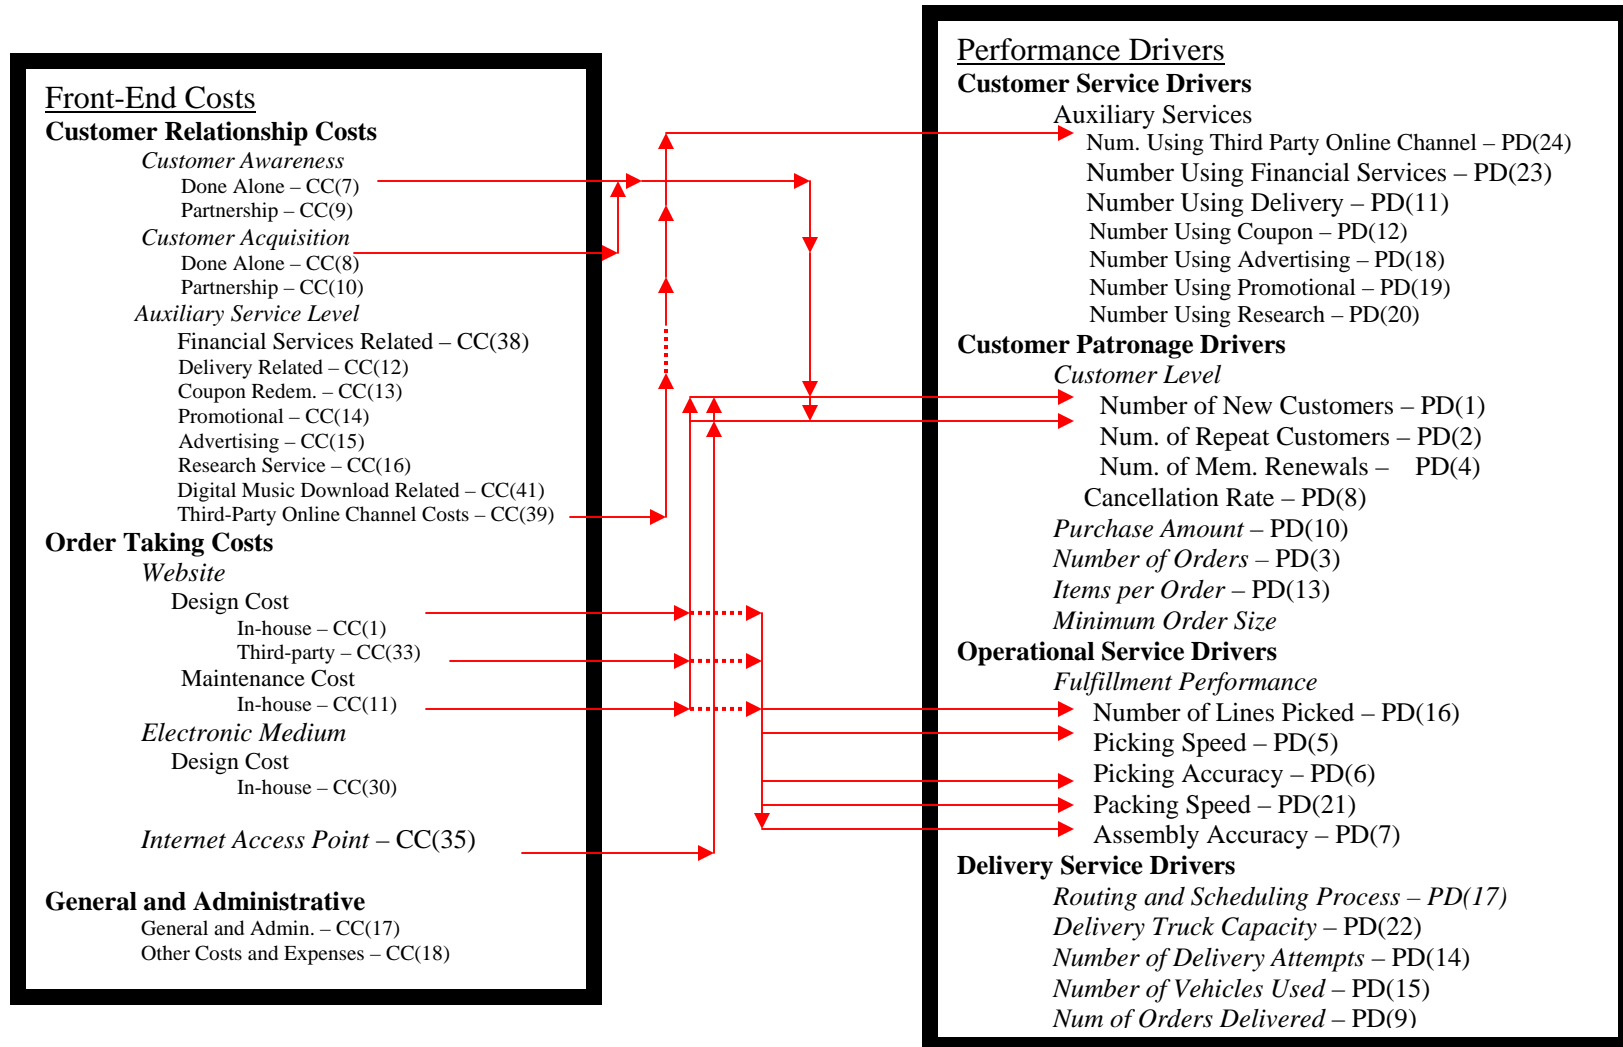 Front-End Costs
Customer Relationship Costs
Customer Awareness
Done Alone – CC(7)
Partnership – CC(9)
Customer Acquisition
Done Alone – CC(8)
Partnership – CC(10)
Auxiliary Service Level
Financial Services Related – CC(38)
Delivery Related – CC(12)
Coupon Redem. – CC(13)
Promotional – CC(14)
Advertising – CC(15)
Research Service – CC(16)
Digital Music Download Related – CC(41)
Third-Party Online Channel Costs – CC(39)
Order Taking Costs
Website
Design Cost
In-house – CC(1)
Third-party – CC(33)
Maintenance Cost
In-house – CC(11)
Electronic Medium
Design Cost
In-house – CC(30)
Internet Access Point – CC(35)
General and Administrative
General and Admin. – CC(17)
Other Costs and Expenses – CC(18)
Performance Drivers
Customer Service Drivers
Auxiliary Services
Num. Using Third Party Online Channel – PD(24)
Number Using Financial Services – PD(23)
Number Using Delivery – PD(11)
Number Using Coupon – PD(12)
Number Using Advertising – PD(18)
Number Using Promotional – PD(19)
Number Using Research – PD(20)
Customer Patronage Drivers
Customer Level
Number of New Customers – PD(1)
Num. of Repeat Customers – PD(2)
Num. of Mem. Renewals – PD(4)
Cancellation Rate – PD(8)
Purchase Amount – PD(10)
Number of Orders – PD(3)
Items per Order – PD(13)
Minimum Order Size
Operational Service Drivers
Fulfillment Performance
Number of Lines Picked – PD(16)
Picking Speed – PD(5)
Picking Accuracy – PD(6)
Packing Speed – PD(21)
Assembly Accuracy – PD(7)
Delivery Service Drivers
Routing and Scheduling Process – PD(17)
Delivery Truck Capacity – PD(22)
Number of Delivery Attempts – PD(14)
Number of Vehicles Used – PD(15)
Num of Orders Delivered – PD(9)